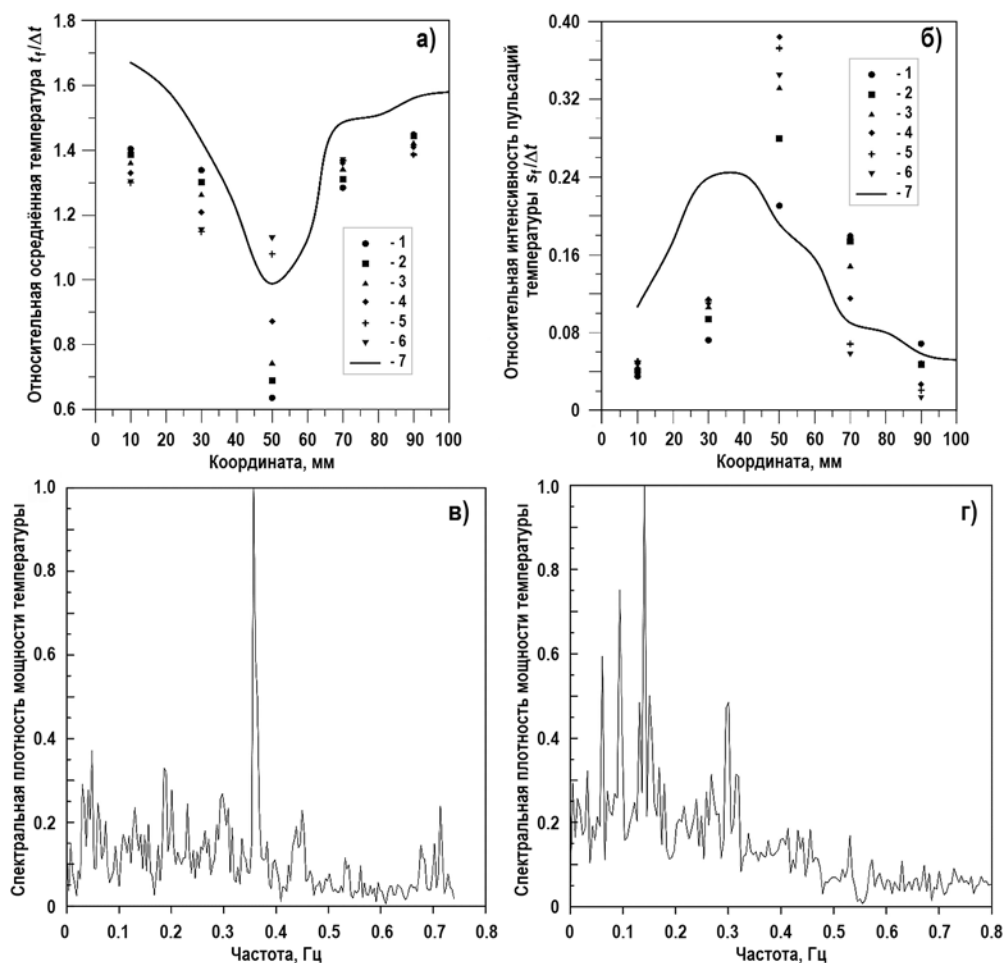 а)
Относительная осреднённая температура tf/Δt
1.8
1.6
1.4
1.2
1.0
0.8
0.6
0 10 20 30 40 50 60 70 80 90 100
Координата, мм
- 1
- 2
- 3
- 4
- 5
- 6
- 7
б)
Относительная интенсивность пульсаций
температуры sf/Δt
0.40
0.32
0.24
0.16
0.08
0
0 10 20 30 40 50 60 70 80 90 100
Координата, мм
- 1
- 2
- 3
- 4
- 5
- 6
- 7
в)
Спектральная плотность мощности температуры
1.0
0.8
0.6
0.4
0.2
0
0 0.1 0.2 0.3 0.4 0.5 0.6 0.7 0.8
Частота, Гц
г)
Спектральная плотность мощности температуры
1.0
0.8
0.6
0.4
0.2
0
0 0.1 0.2 0.3 0.4 0.5 0.6 0.7 0.8
Частота, Гц